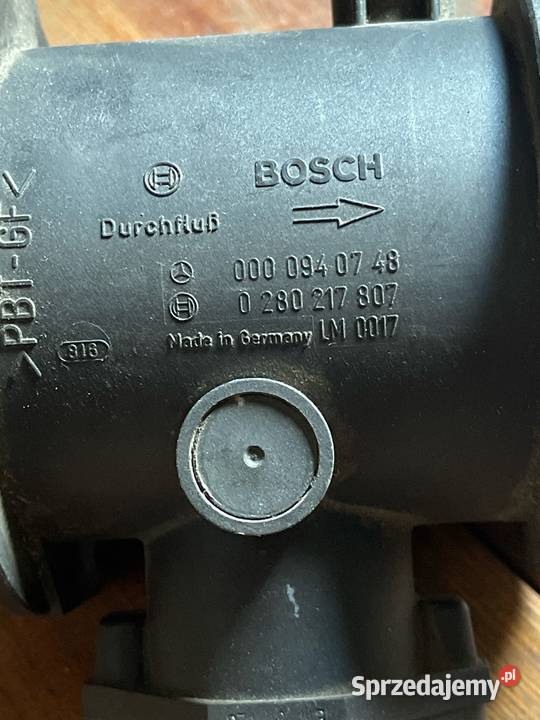 BOSCH
Durchfluß
000 094 07 48
0 280 217 807
Made in Germany LM 0017
>PBT-GF<
816
Sprzedajemy.pl